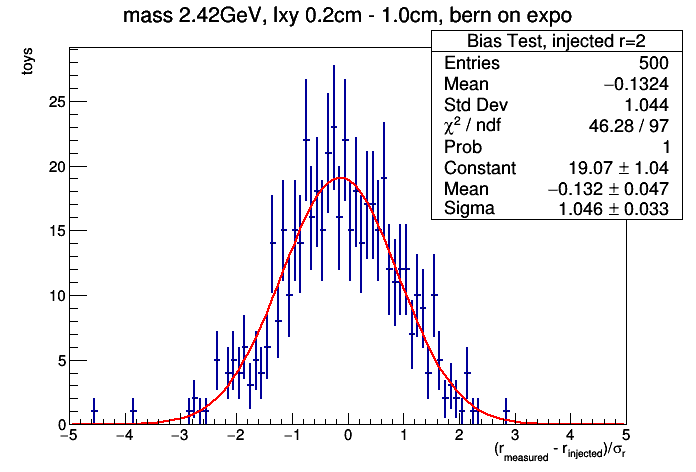 mass 2.42GeV, lxy 0.2cm - 1.0cm, bern on expo
Bias Test, injected r=2
Entries 500
Mean −0.1324
Std Dev 1.044
χ² / ndf 46.28 / 97
Prob 1
Constant 19.07 ± 1.04
Mean −0.132 ± 0.047
Sigma 1.046 ± 0.033
toys
25
20
15
10
5
0
−5 −4 −3 −2 −1 0 1 2 3 4 5
(r_measured - r_injected)/σ_r